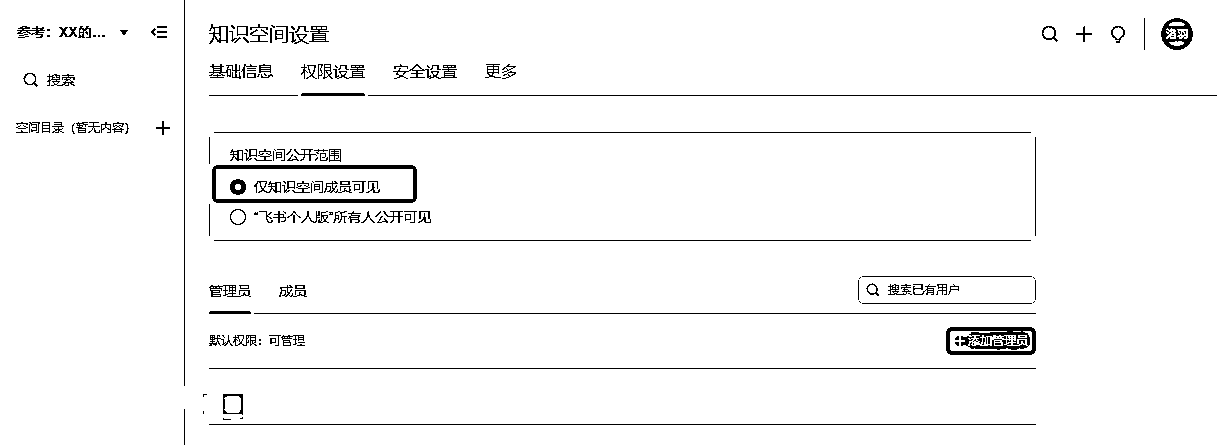 参考：XX的...
搜索
空间目录（暂无内容）
知识空间设置
洛羽
基础信息 权限设置 安全设置 更多
知识空间公开范围
仅知识空间成员可见
“飞书个人版”所有人公开可见
管理员 成员
搜索已有用户
默认权限：可管理
添加管理员